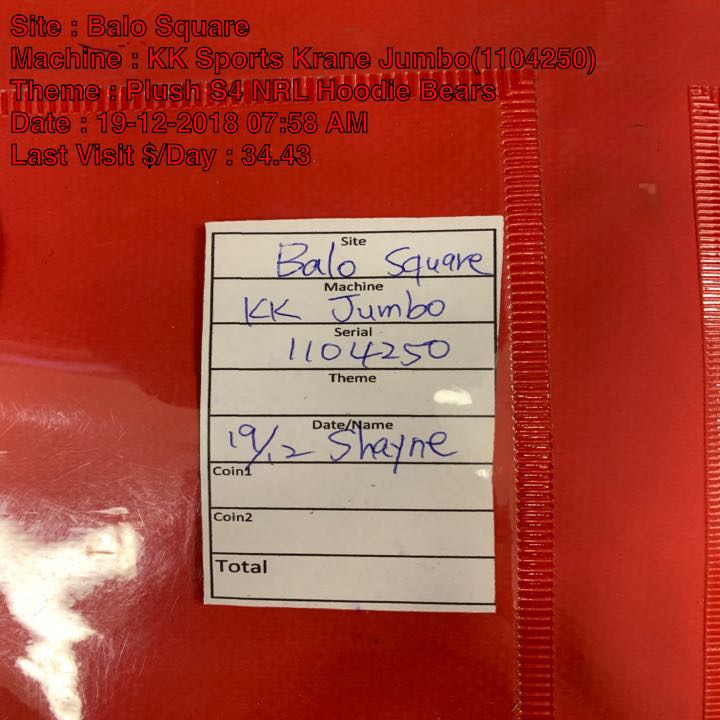 Site : Balo Square
Machine : KK Sports Krane Jumbo(1104250)
Theme : Plush S4 NRL Hoodie Bears
Date : 19-12-2018 07:58 AM
Last Visit $/Day : 34.43
Site
Balo Square
Machine
KK Jumbo
Serial
1104250
Theme
Date/Name
19/12 Shayne
Coin1
Coin2
Total